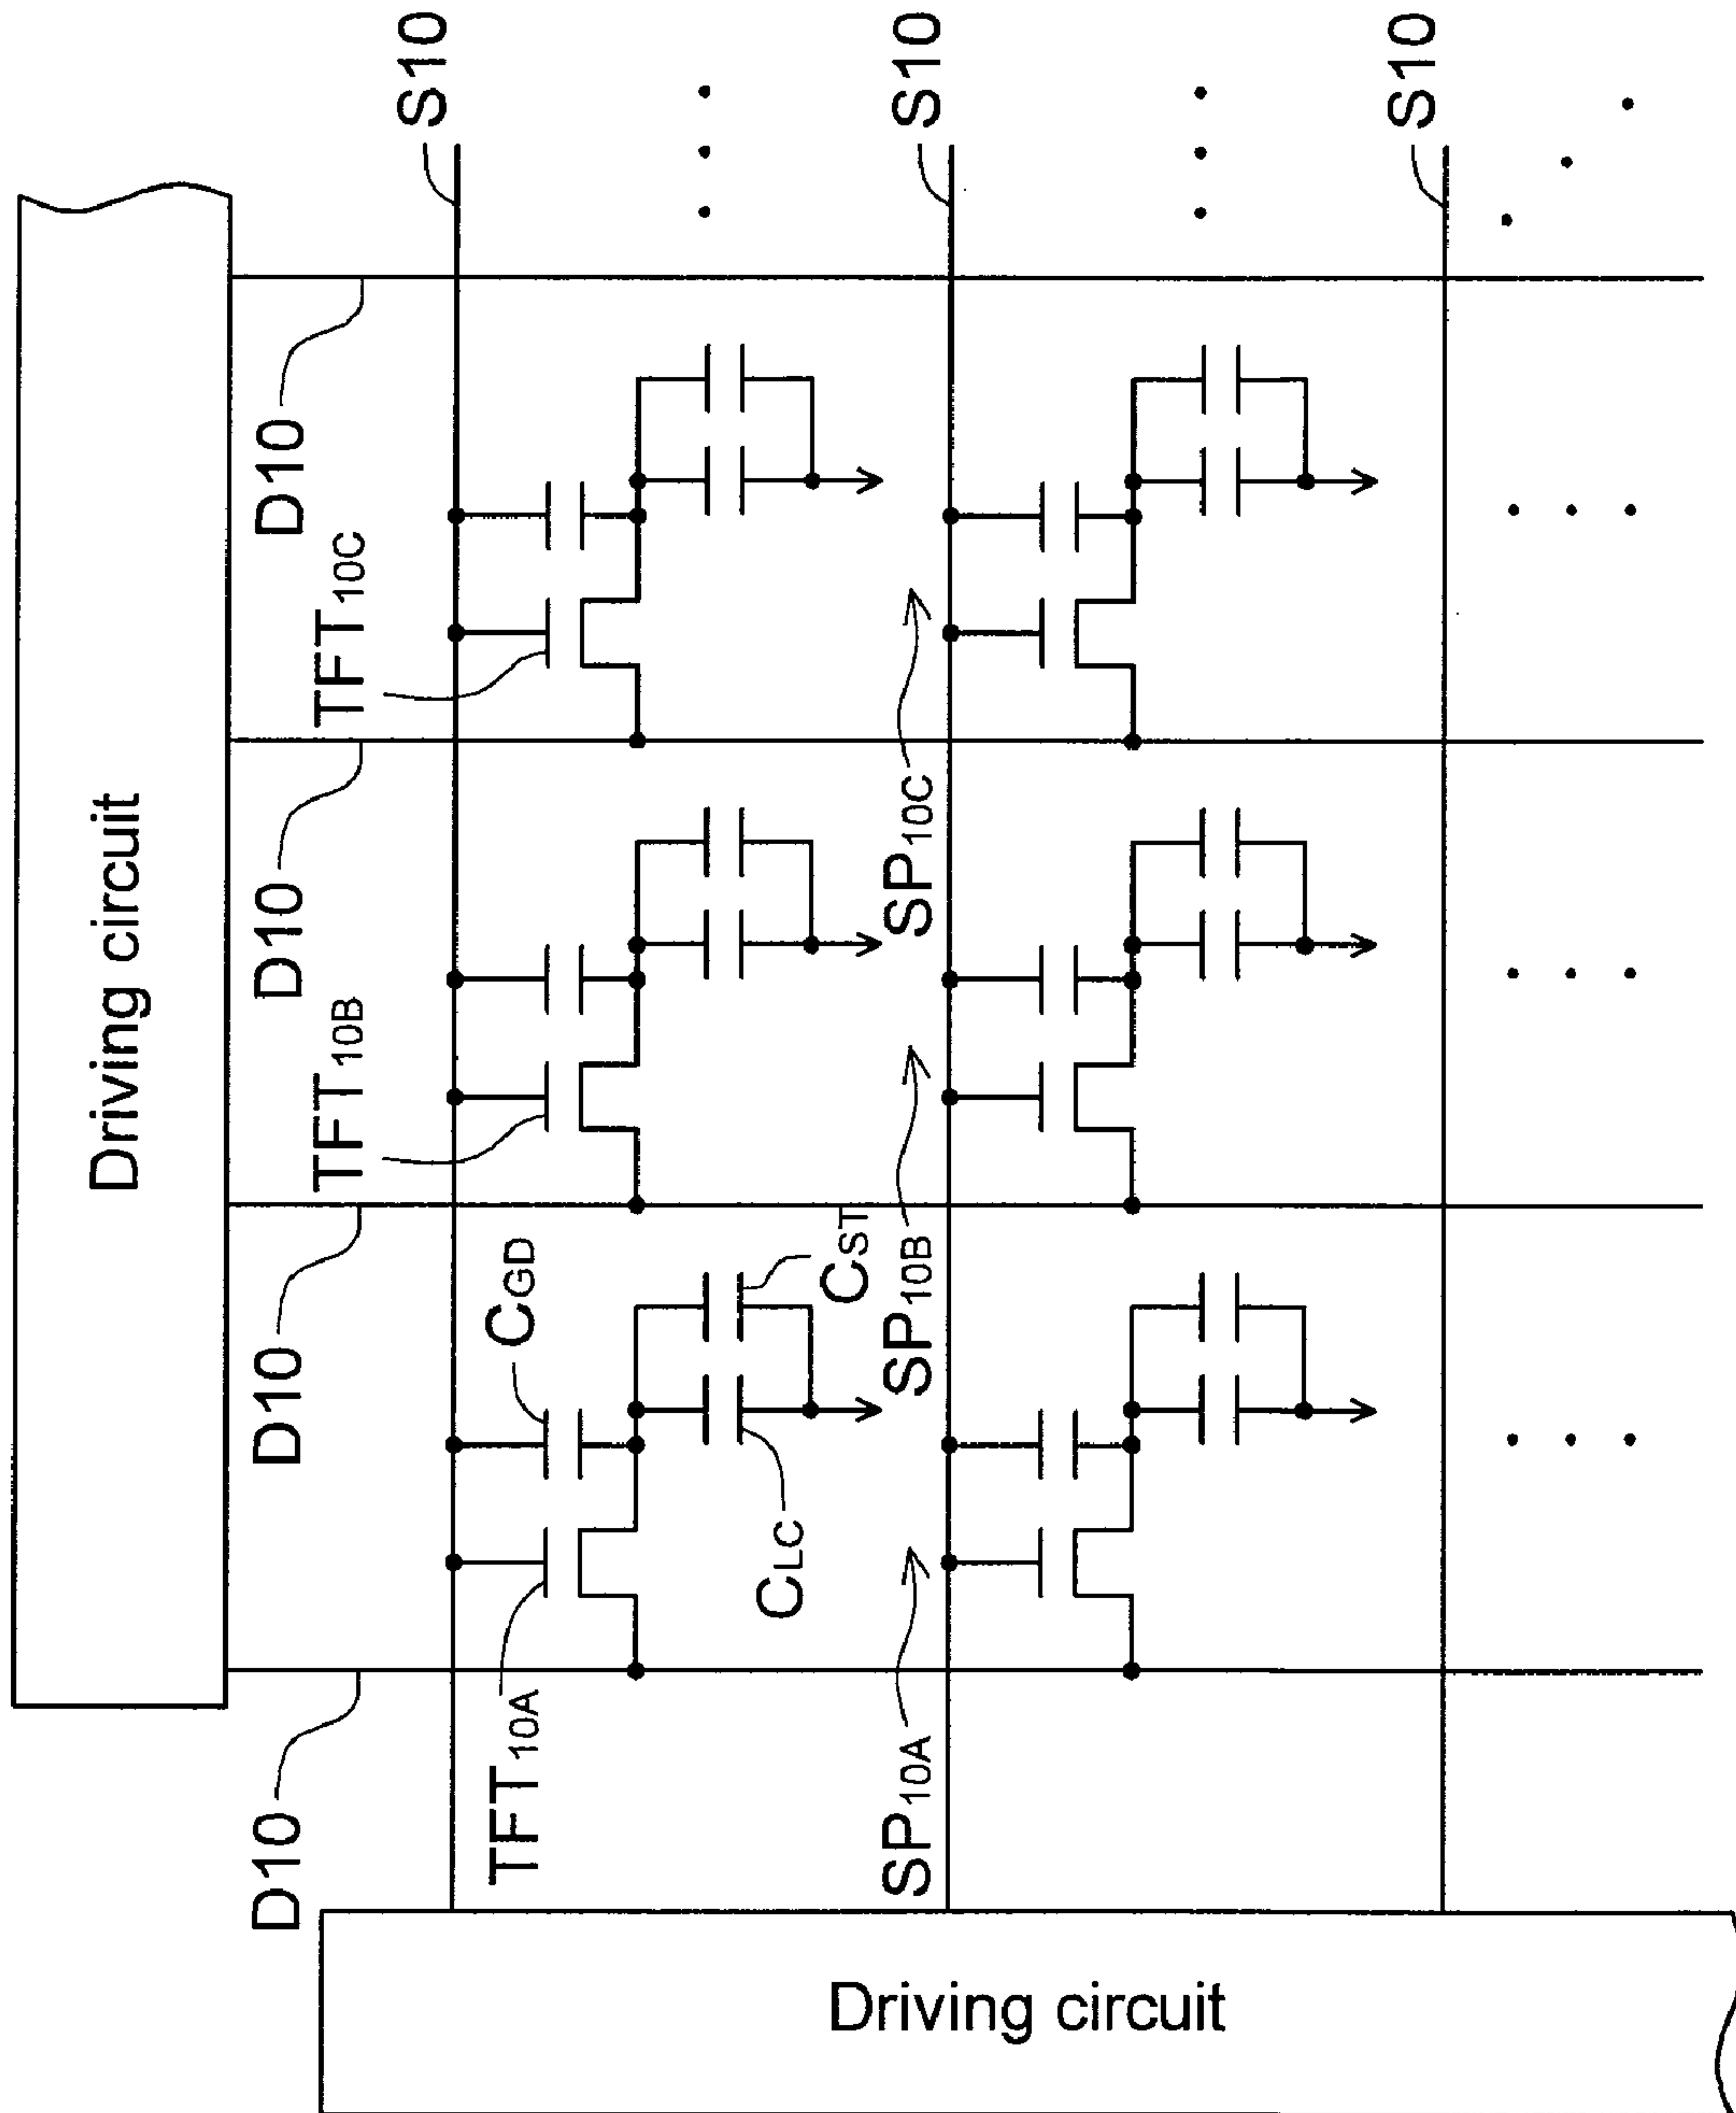 Driving circuit
D10
D10
D10
D10
S10
TFT10A
TFT10B
TFT10C
CGD
CLC
CST
SP10A
SP10B
SP10C
S10
S10
Driving circuit